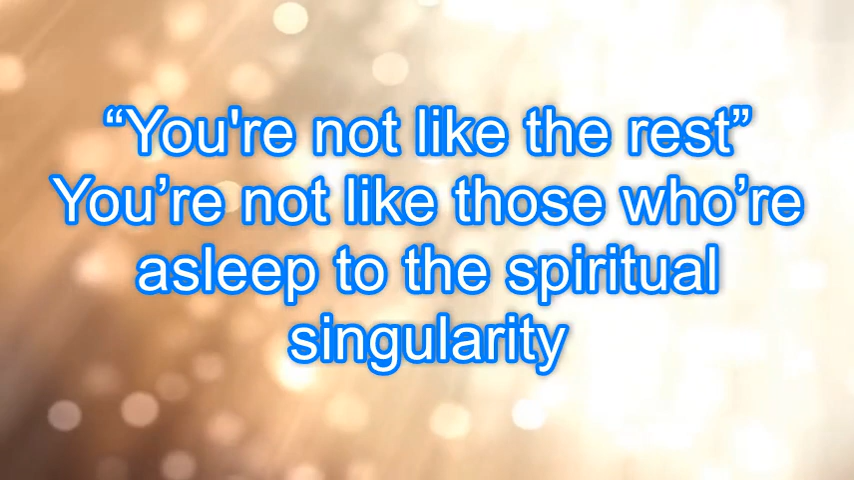 “You're not like the rest”
You’re not like those who’re
asleep to the spiritual
singularity